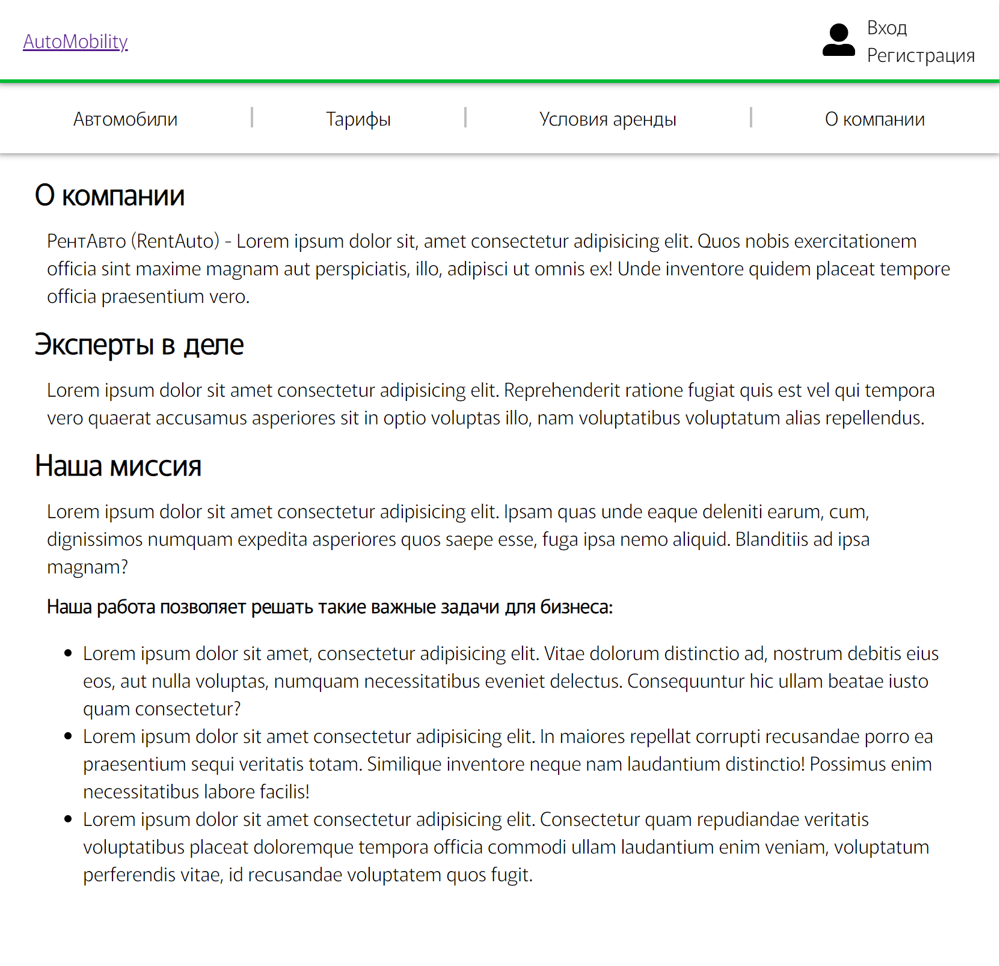 AutoMobility
Вход
Регистрация
Автомобили
Тарифы
Условия аренды
О компании
О компании
РентАвто (RentAuto) - Lorem ipsum dolor sit, amet consectetur adipisicing elit. Quos nobis exercitationem
officia sint maxime magnam aut perspiciatis, illo, adipisci ut omnis ex! Unde inventore quidem placeat tempore
officia praesentium vero.
Эксперты в деле
Lorem ipsum dolor sit amet consectetur adipisicing elit. Reprehenderit ratione fugiat quis est vel qui tempora
vero quaerat accusamus asperiores sit in optio voluptas illo, nam voluptatibus voluptatum alias repellendus.
Наша миссия
Lorem ipsum dolor sit amet consectetur adipisicing elit. Ipsam quas unde eaque deleniti earum, cum,
dignissimos numquam expedita asperiores quos saepe esse, fuga ipsa nemo aliquid. Blanditiis ad ipsa
magnam?
Наша работа позволяет решать такие важные задачи для бизнеса:
• Lorem ipsum dolor sit amet, consectetur adipisicing elit. Vitae dolorum distinctio ad, nostrum debitis eius
eos, aut nulla voluptas, numquam necessitatibus eveniet delectus. Consequuntur hic ullam beatae iusto
quam consectetur?
• Lorem ipsum dolor sit amet consectetur adipisicing elit. In maiores repellat corrupti recusandae porro ea
praesentium sequi veritatis totam. Similique inventore neque nam laudantium distinctio! Possimus enim
necessitatibus labore facilis!
• Lorem ipsum dolor sit amet consectetur adipisicing elit. Consectetur quam repudiandae veritatis
voluptatibus placeat doloremque tempora officia commodi ullam laudantium enim veniam, voluptatum
perferendis vitae, id recusandae voluptatem quos fugit.